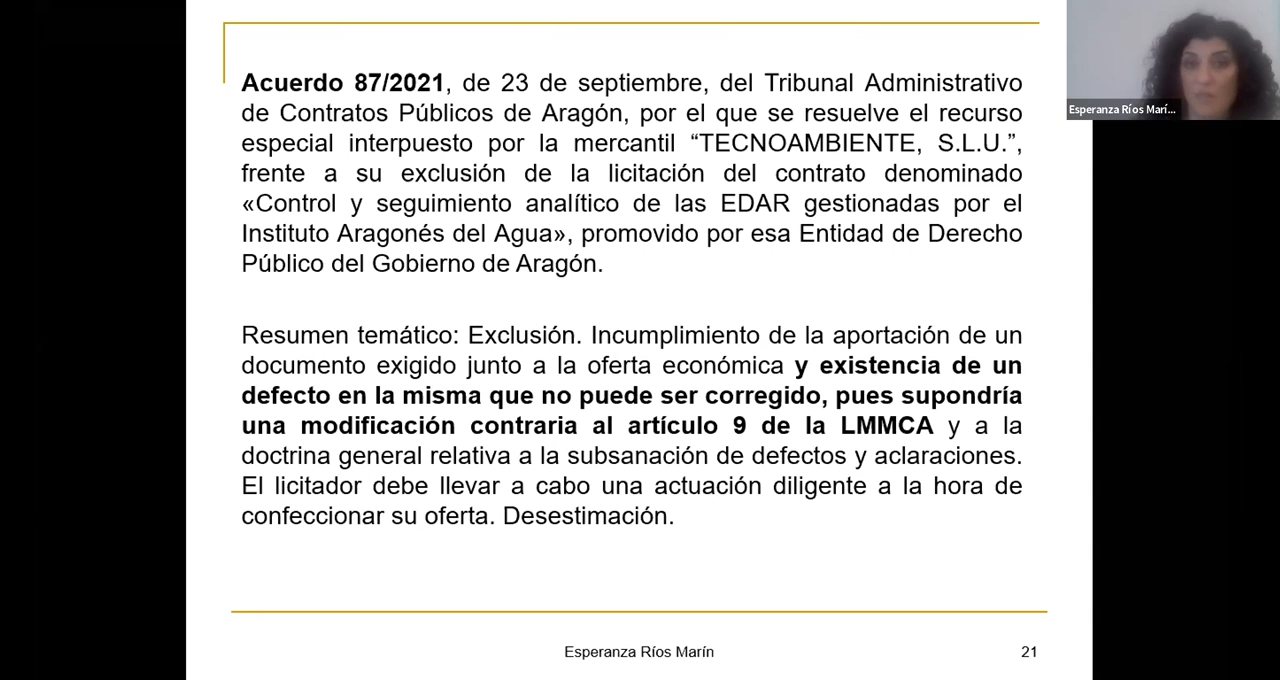 Acuerdo 87/2021, de 23 de septiembre, del Tribunal Administrativo
de Contratos Públicos de Aragón, por el que se resuelve el recurso
especial interpuesto por la mercantil “TECNOAMBIENTE, S.L.U.”,
frente a su exclusión de la licitación del contrato denominado
«Control y seguimiento analítico de las EDAR gestionadas por el
Instituto Aragonés del Agua», promovido por esa Entidad de Derecho
Público del Gobierno de Aragón.
Resumen temático: Exclusión. Incumplimiento de la aportación de un
documento exigido junto a la oferta económica y existencia de un
defecto en la misma que no puede ser corregido, pues supondría
una modificación contraria al artículo 9 de la LMMCA y a la
doctrina general relativa a la subsanación de defectos y aclaraciones.
El licitador debe llevar a cabo una actuación diligente a la hora de
confeccionar su oferta. Desestimación.
Esperanza Ríos Marín
21
Esperanza Ríos Marí...